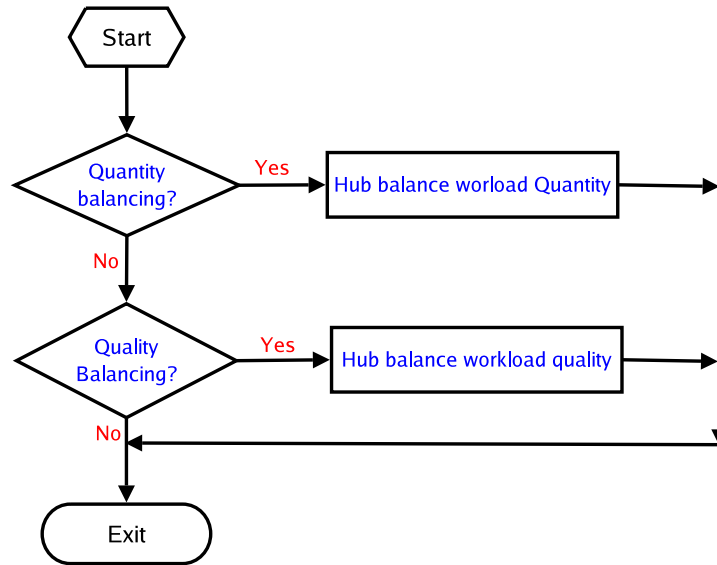 Start
Quantity
balancing?
Yes
Hub balance worload Quantity
No
Quality
Balancing?
Yes
Hub balance workload quality
No
Exit